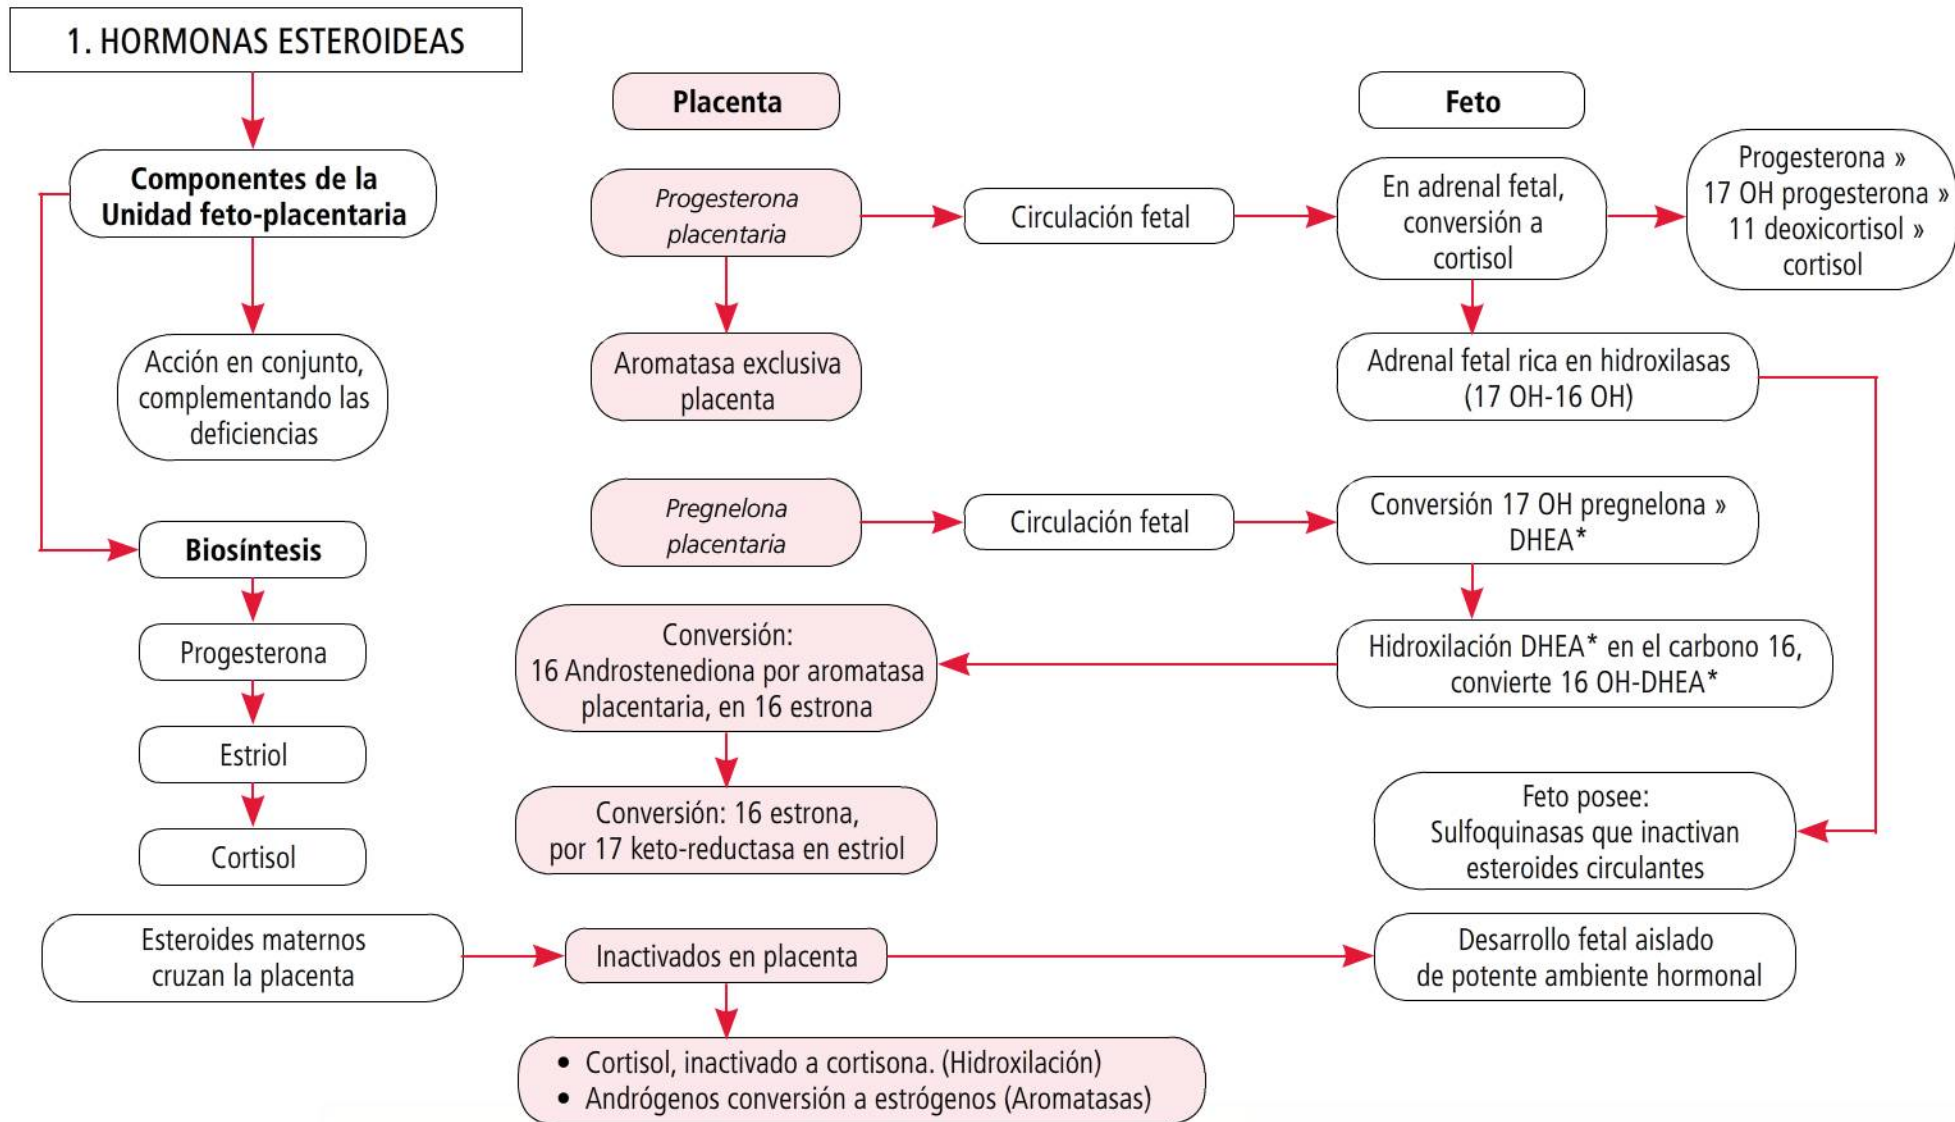 1. HORMONAS ESTEROIDEAS
Componentes de la
Unidad feto-placentaria
Acción en conjunto,
complementando las
deficiencias
Biosíntesis
Progesterona
Estriol
Cortisol
Placenta
Feto
Progesterona
placentaria
Circulación fetal
En adrenal fetal,
conversión a
cortisol
Progesterona »
17 OH progesterona »
11 deoxicortisol »
cortisol
Aromatasa exclusiva
placenta
Adrenal fetal rica en hidroxilasas
(17 OH-16 OH)
Pregnelona
placentaria
Circulación fetal
Conversión 17 OH pregnelona »
DHEA*
Conversión:
16 Androstenediona por aromatasa
placentaria, en 16 estrona
Hidroxilación DHEA* en el carbono 16,
convierte 16 OH-DHEA*
Conversión: 16 estrona,
por 17 keto-reductasa en estriol
Feto posee:
Sulfoquinasas que inactivan
esteroides circulantes
Esteroides maternos
cruzan la placenta
Inactivados en placenta
Desarrollo fetal aislado
de potente ambiente hormonal
• Cortisol, inactivado a cortisona. (Hidroxilación)
• Andrógenos conversión a estrógenos (Aromatasas)